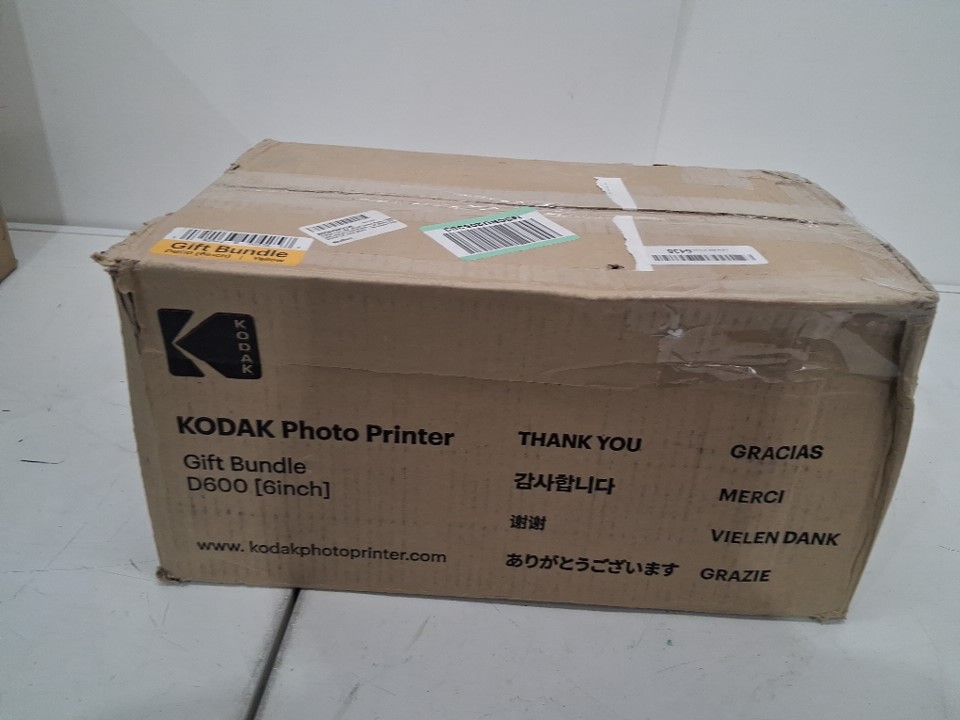 Gift Bundle
Yellow
KODAK
KODAK Photo Printer
Gift Bundle
D600 [6inch]
www. kodakphotoprinter.com
THANK YOU
감사합니다
谢谢
ありがとうございます
GRACIAS
MERCI
VIELEN DANK
GRAZIE